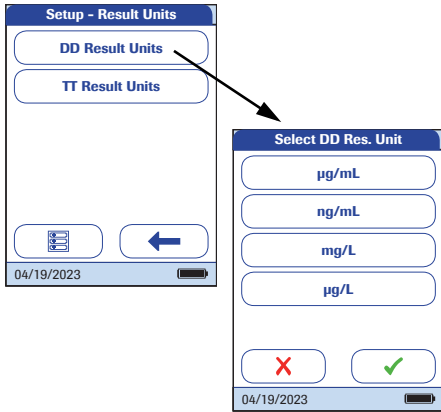 Setup - Result Units
DD Result Units
TT Result Units
04/19/2023
Select DD Res. Unit
µg/mL
ng/mL
mg/L
µg/L
04/19/2023